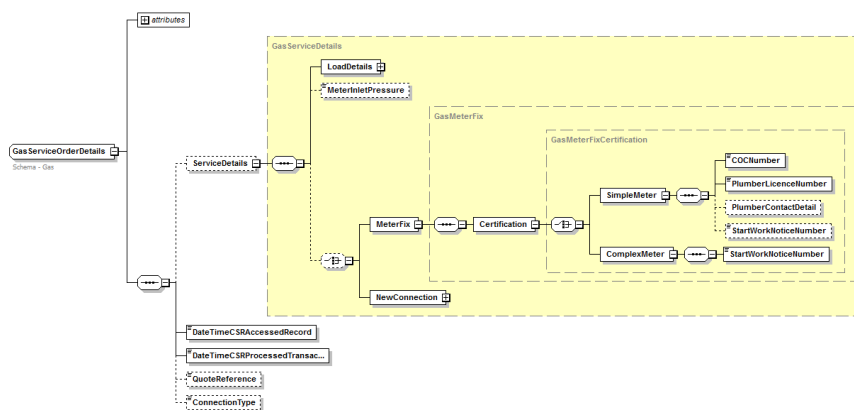 attributes
GasServiceDetails
LoadDetails
MeterInletPressure
GasMeterFix
GasMeterFixCertification
GasServiceOrderDetails
Schema - Gas
ServiceDetails
COCNumber
PlumberLicenceNumber
SimpleMeter
PlumberContactDetail
MeterFix
Certification
StartWorkNoticeNumber
ComplexMeter
StartWorkNoticeNumber
NewConnection
DateTimeCSRAccessedRecord
DateTimeCSRProcessedTransac...
QuoteReference
ConnectionType